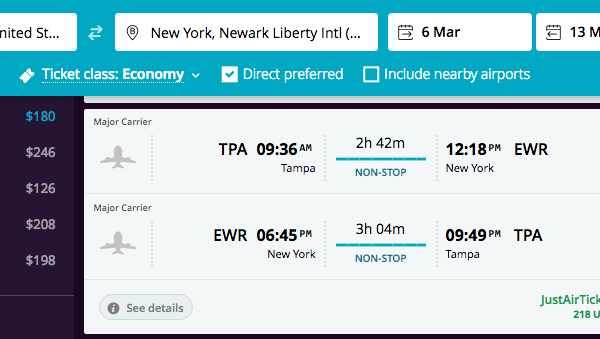 nited St...
New York, Newark Liberty Intl (...
6 Mar
13 M
Ticket class: Economy
Direct preferred
Include nearby airports
$180
$246
$126
$208
$198
Major Carrier
TPA 09:36 AM
Tampa
2h 42m
NON-STOP
12:18 PM EWR
New York
Major Carrier
EWR 06:45 PM
New York
3h 04m
NON-STOP
09:49 PM TPA
Tampa
See details
JustAirTick
218 U